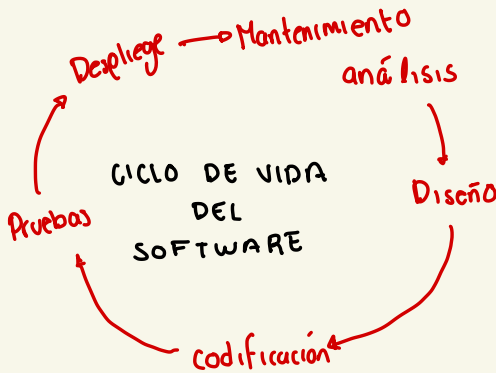 Despliege
Mantenimiento
análisis
CICLO DE VIDA
DEL
SOFTWARE
Diseño
Pruebas
codificación